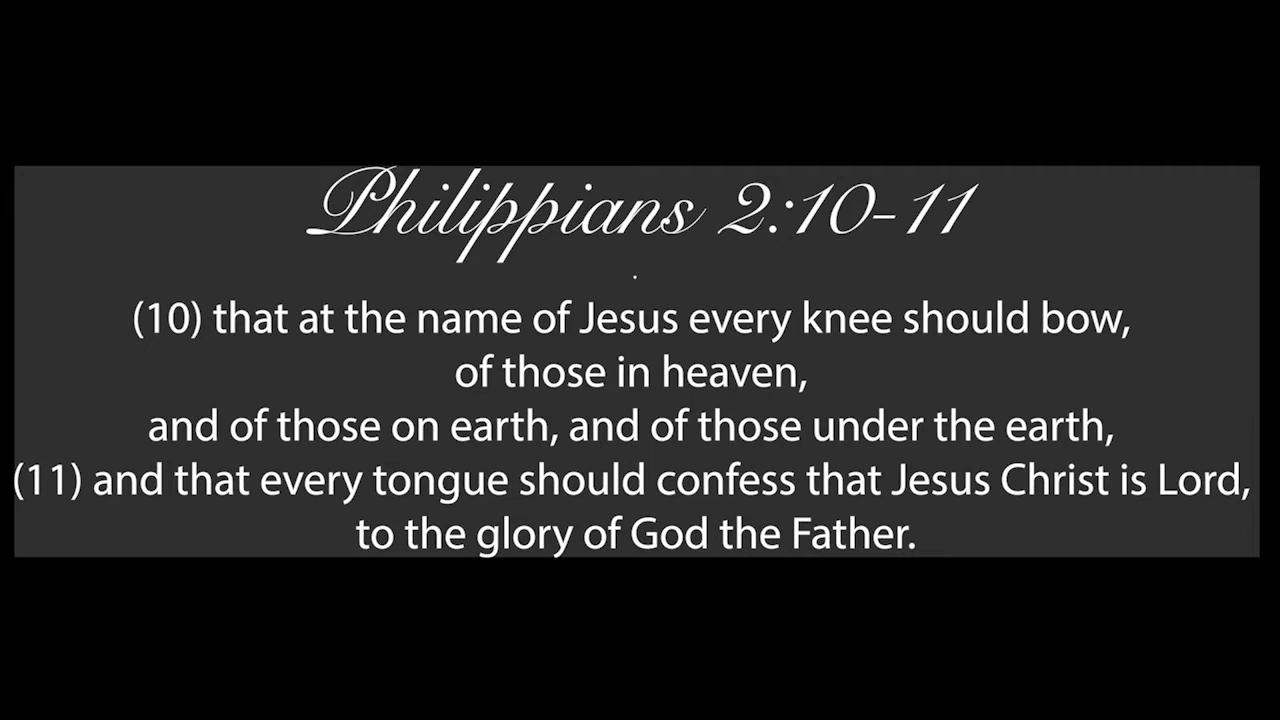 Philippians 2:10-11
.
(10) that at the name of Jesus every knee should bow,
of those in heaven,
and of those on earth, and of those under the earth,
(11) and that every tongue should confess that Jesus Christ is Lord,
to the glory of God the Father.